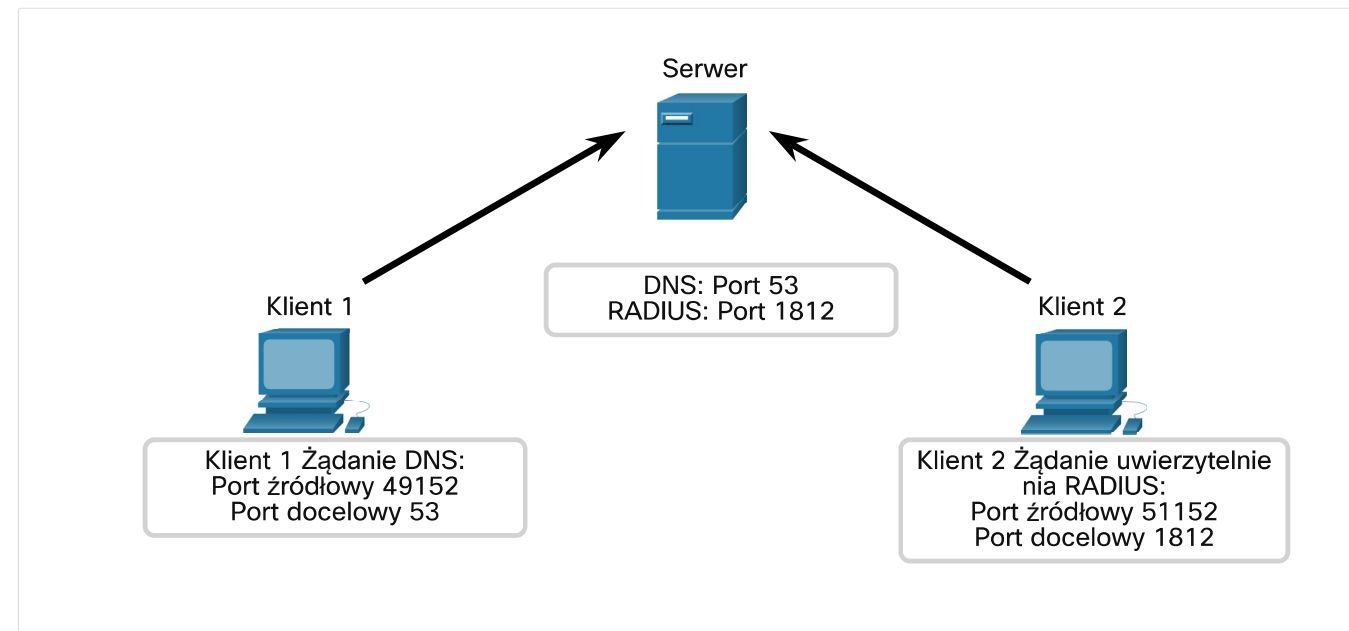 Serwer
DNS: Port 53
RADIUS: Port 1812
Klient 1
Klient 1 Żądanie DNS:
Port źródłowy 49152
Port docelowy 53
Klient 2
Klient 2 Żądanie uwierzytelnie
nia RADIUS:
Port źródłowy 51152
Port docelowy 1812